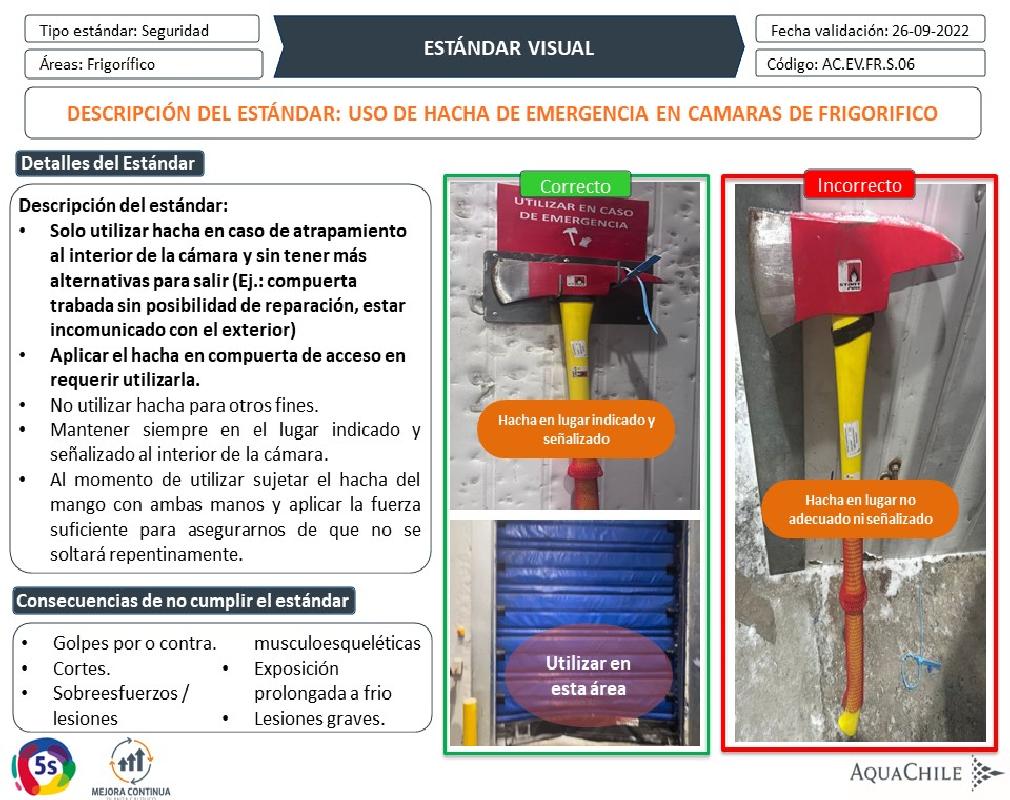 Tipo estándar: Seguridad
Áreas: Frigorífico
ESTÁNDAR VISUAL
Fecha validación: 26-09-2022
Código: AC.EV.FR.S.06
DESCRIPCIÓN DEL ESTÁNDAR: USO DE HACHA DE EMERGENCIA EN CAMARAS DE FRIGORIFICO
Detalles del Estándar
Descripción del estándar:
• Solo utilizar hacha en caso de atrapamiento
al interior de la cámara y sin tener más
alternativas para salir (Ej.: compuerta
trabada sin posibilidad de reparación, estar
incomunicado con el exterior)
• Aplicar el hacha en compuerta de acceso en
requerir utilizarla.
• No utilizar hacha para otros fines.
• Mantener siempre en el lugar indicado y
señalizado al interior de la cámara.
• Al momento de utilizar sujetar el hacha del
mango con ambas manos y aplicar la fuerza
suficiente para asegurarnos de que no se
soltará repentinamente.
Consecuencias de no cumplir el estándar
• Golpes por o contra.
• Cortes.
• Sobreesfuerzos /
lesiones
musculoesqueléticas
• Exposición
prolongada a frio
• Lesiones graves.
Correcto
UTILIZAR EN CASO
DE EMERGENCIA
Hacha en lugar indicado y
señalizado
Utilizar en
esta área
Incorrecto
Hacha en lugar no
adecuado ni señalizado
5s
MEJORA CONTINUA
AQUACHILE